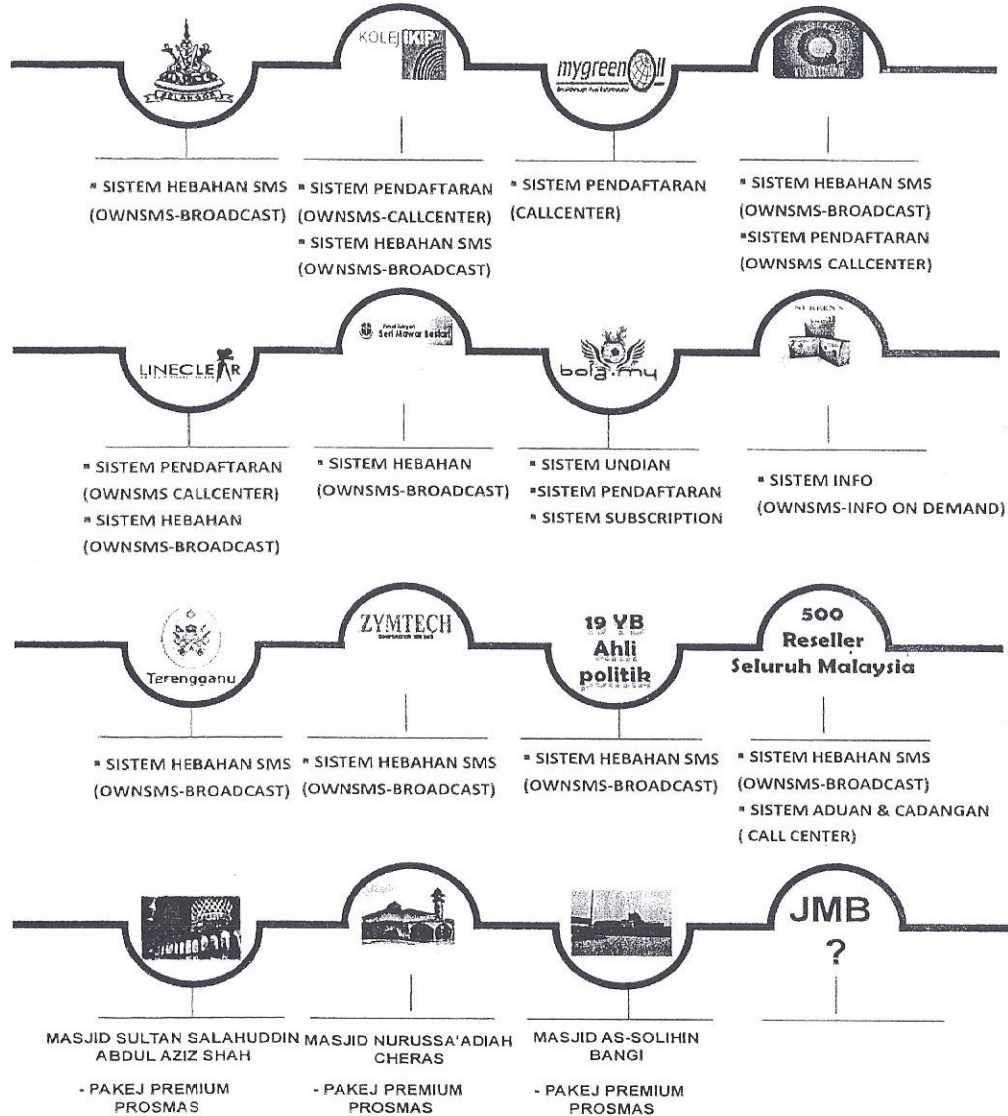 SELANGOR
KOLEJ IKIP
mygreen
▪ SISTEM HEBAHAN SMS
(OWNSMS-BROADCAST)
▪ SISTEM PENDAFTARAN
(OWNSMS-CALLCENTER)
▪ SISTEM HEBAHAN SMS
(OWNSMS-BROADCAST)
▪ SISTEM PENDAFTARAN
(CALLCENTER)
▪ SISTEM HEBAHAN SMS
(OWNSMS-BROADCAST)
▪SISTEM PENDAFTARAN
(OWNSMS CALLCENTER)
LINECLEAR
Seri Mawar Bestari
bola.my
▪ SISTEM PENDAFTARAN
(OWNSMS CALLCENTER)
▪ SISTEM HEBAHAN
(OWNSMS-BROADCAST)
▪ SISTEM HEBAHAN
(OWNSMS-BROADCAST)
▪ SISTEM UNDIAN
▪SISTEM PENDAFTARAN
▪ SISTEM SUBSCRIPTION
▪ SISTEM INFO
(OWNSMS-INFO ON DEMAND)
Terengganu
ZYMTECH
19 YB
Ahli
politik
500
Reseller
Seluruh Malaysia
▪ SISTEM HEBAHAN SMS
(OWNSMS-BROADCAST)
▪ SISTEM HEBAHAN SMS
(OWNSMS-BROADCAST)
▪ SISTEM HEBAHAN SMS
(OWNSMS-BROADCAST)
▪ SISTEM HEBAHAN SMS
(OWNSMS-BROADCAST)
▪ SISTEM ADUAN & CADANGAN
( CALL CENTER)
JMB
?
MASJID SULTAN SALAHUDDIN
ABDUL AZIZ SHAH
- PAKEJ PREMIUM
PROSMAS
MASJID NURUSSA'ADIAH
CHERAS
- PAKEJ PREMIUM
PROSMAS
MASJID AS-SOLIHIN
BANGI
- PAKEJ PREMIUM
PROSMAS